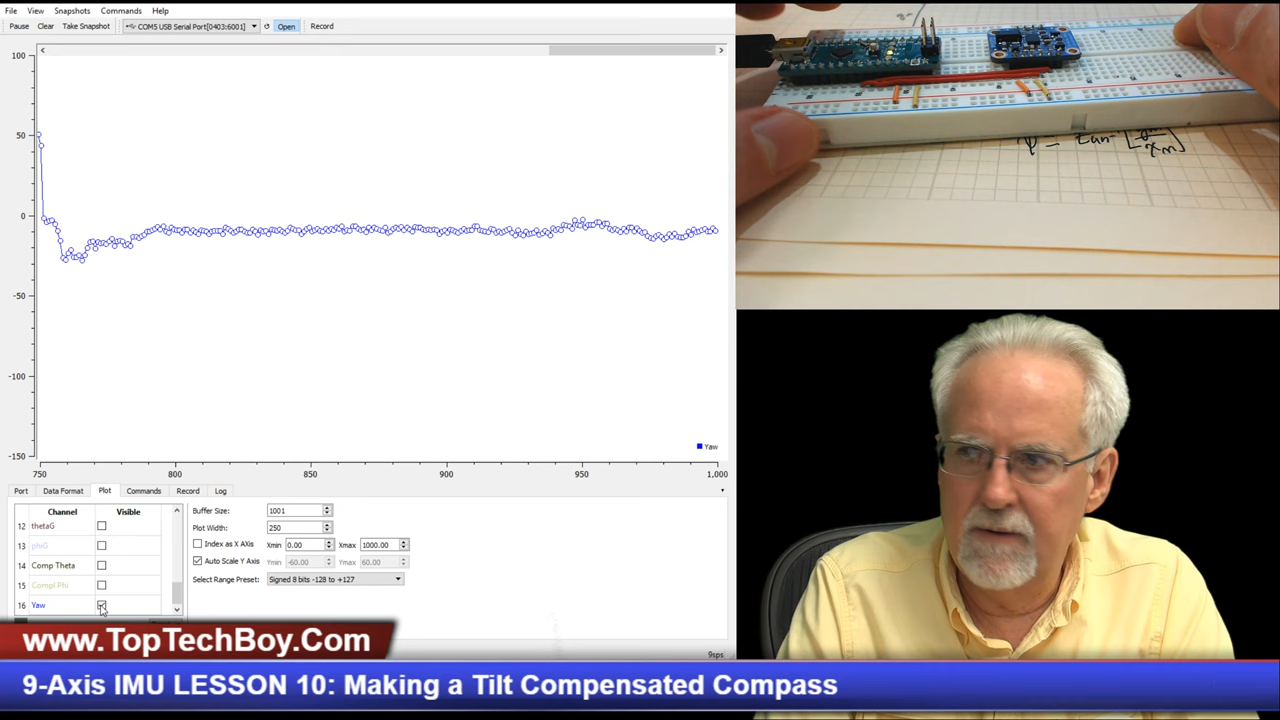 File View Snapshots Commands Help
Pause Clear Take Snapshot COM5 USB Serial Port[0403:6001] Open Record
100
50
0
-50
-100
-150
Yaw
750 800 850 900 950 1,000
Port Data Format Plot Commands Record Log
Channel Visible
12 thetaG
13 phiG
14 Comp Theta
15 Compl Phi
16 Yaw
Buffer Size: 1001
Plot Width: 250
Index as X AXis Xmin 0.00 Xmax 1000.00
Auto Scale Y Axis Ymin -60.00 Ymax 60.00
Select Range Preset: Signed 8 bits -128 to +127
9sps
www.TopTechBoy.Com
9-Axis IMU LESSON 10: Making a Tilt Compensated Compass